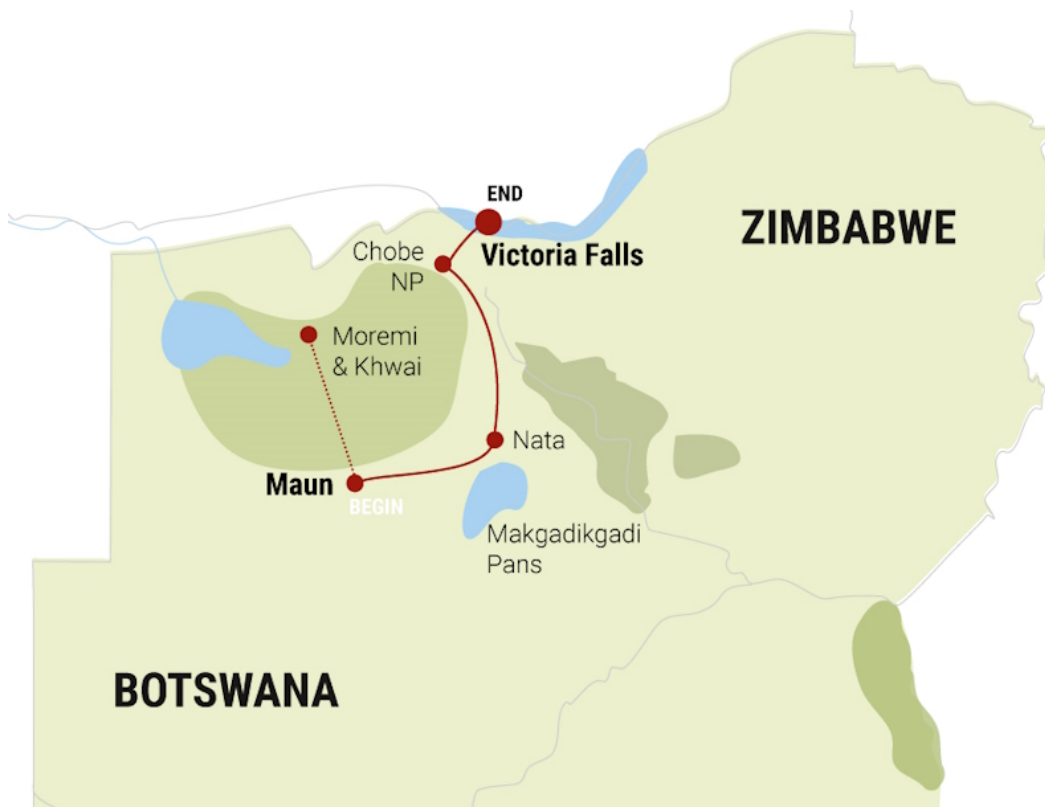 END
ZIMBABWE
Victoria Falls
Chobe
NP
Moremi
& Khwai
Nata
Maun
BEGIN
Makgadikgadi
Pans
BOTSWANA